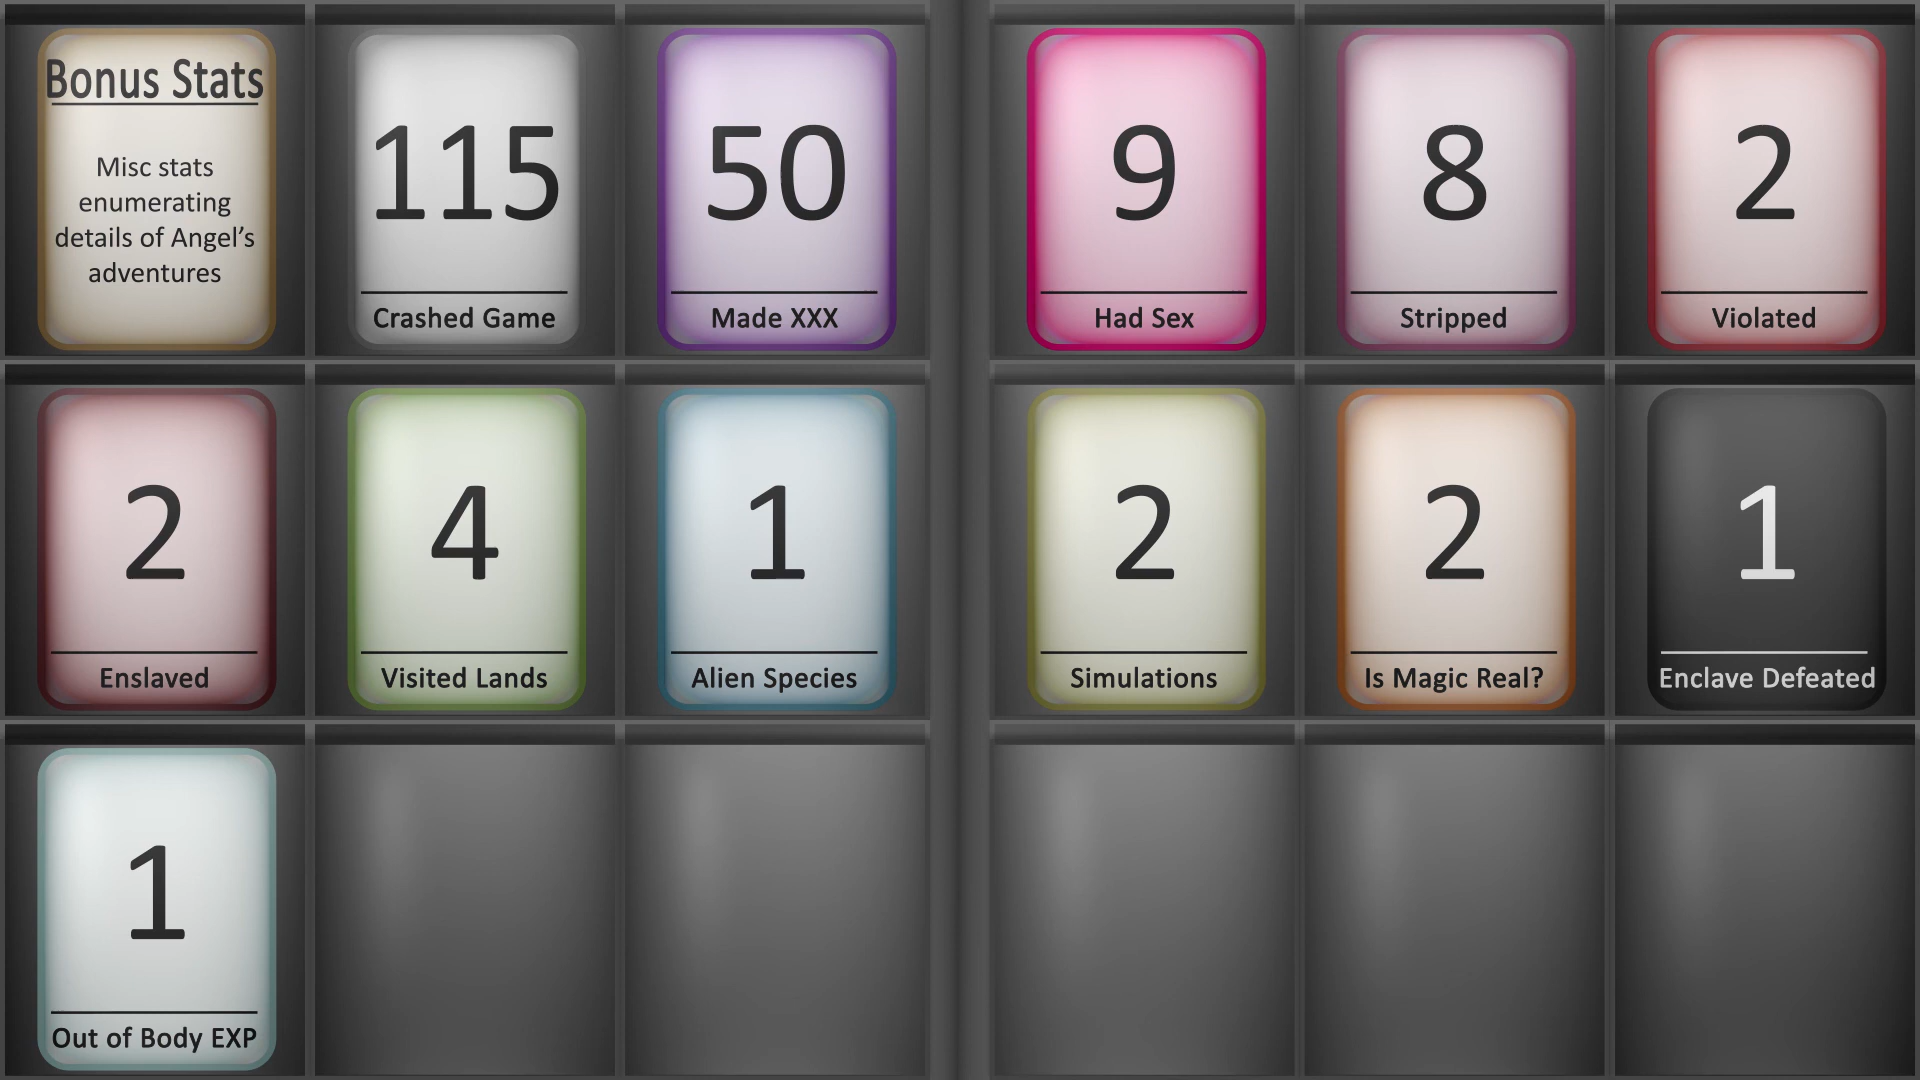 Bonus Stats
Misc stats
enumerating
details of Angel’s
adventures
115
Crashed Game
50
Made XXX
9
Had Sex
8
Stripped
2
Violated
2
Enslaved
4
Visited Lands
1
Alien Species
2
Simulations
2
Is Magic Real?
1
Enclave Defeated
1
Out of Body EXP